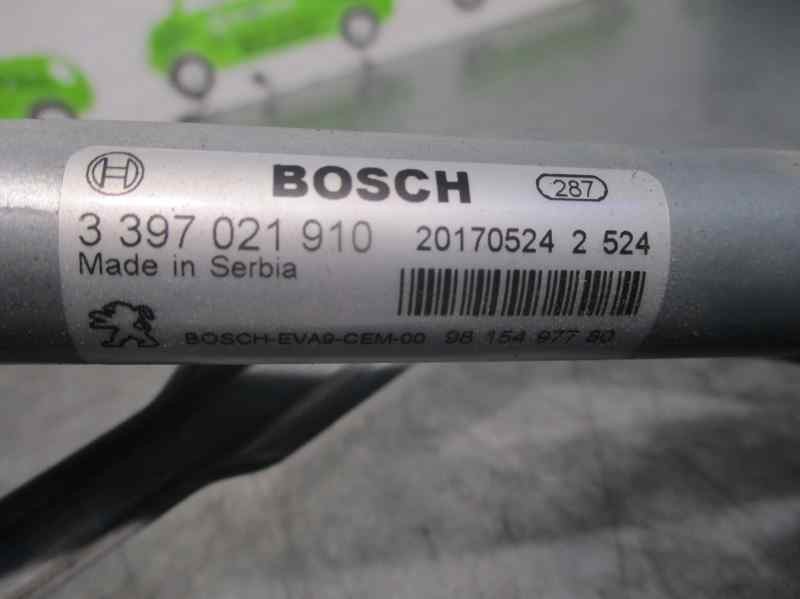 BOSCH 287
3 397 021 910 20170524 2 524
Made in Serbia
BOSCH-EVA9-CEM-00 98 154 977 80